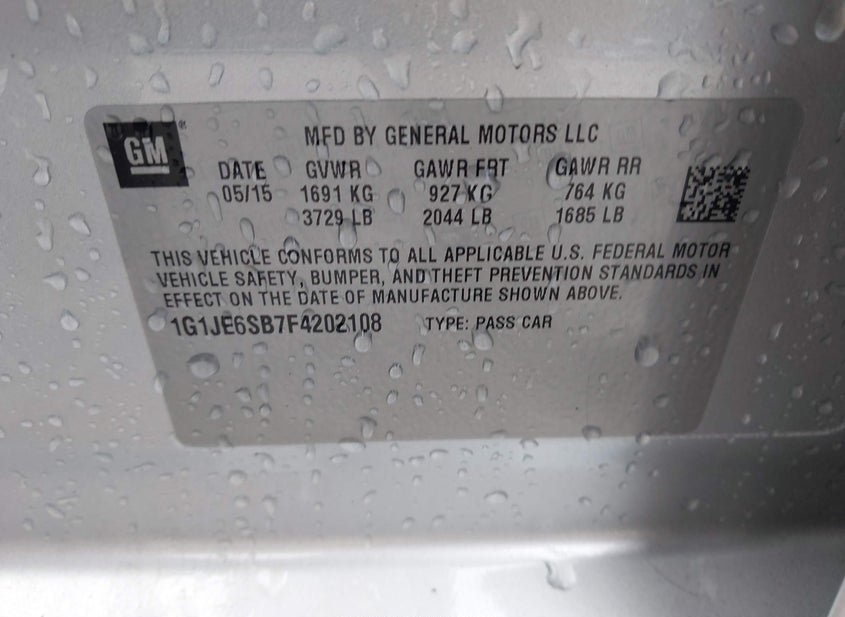 GM
MFD BY GENERAL MOTORS LLC
DATE GVWR GAWR FRT GAWR RR
05/15 1691 KG 927 KG 764 KG
3729 LB 2044 LB 1685 LB
THIS VEHICLE CONFORMS TO ALL APPLICABLE U.S. FEDERAL MOTOR
VEHICLE SAFETY, BUMPER, AND THEFT PREVENTION STANDARDS IN
EFFECT ON THE DATE OF MANUFACTURE SHOWN ABOVE.
1G1JE6SB7F4202108 TYPE: PASS CAR